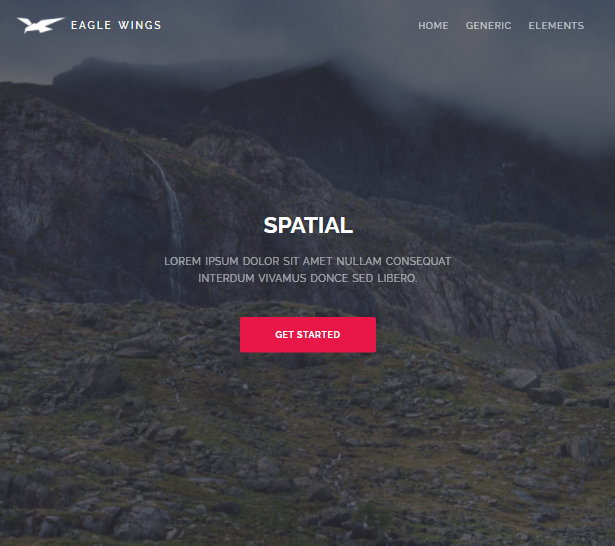 EAGLE WINGS
HOME GENERIC ELEMENTS
SPATIAL
LOREM IPSUM DOLOR SIT AMET NULLAM CONSEQUAT
INTERDUM VIVAMUS DONCE SED LIBERO.
GET STARTED